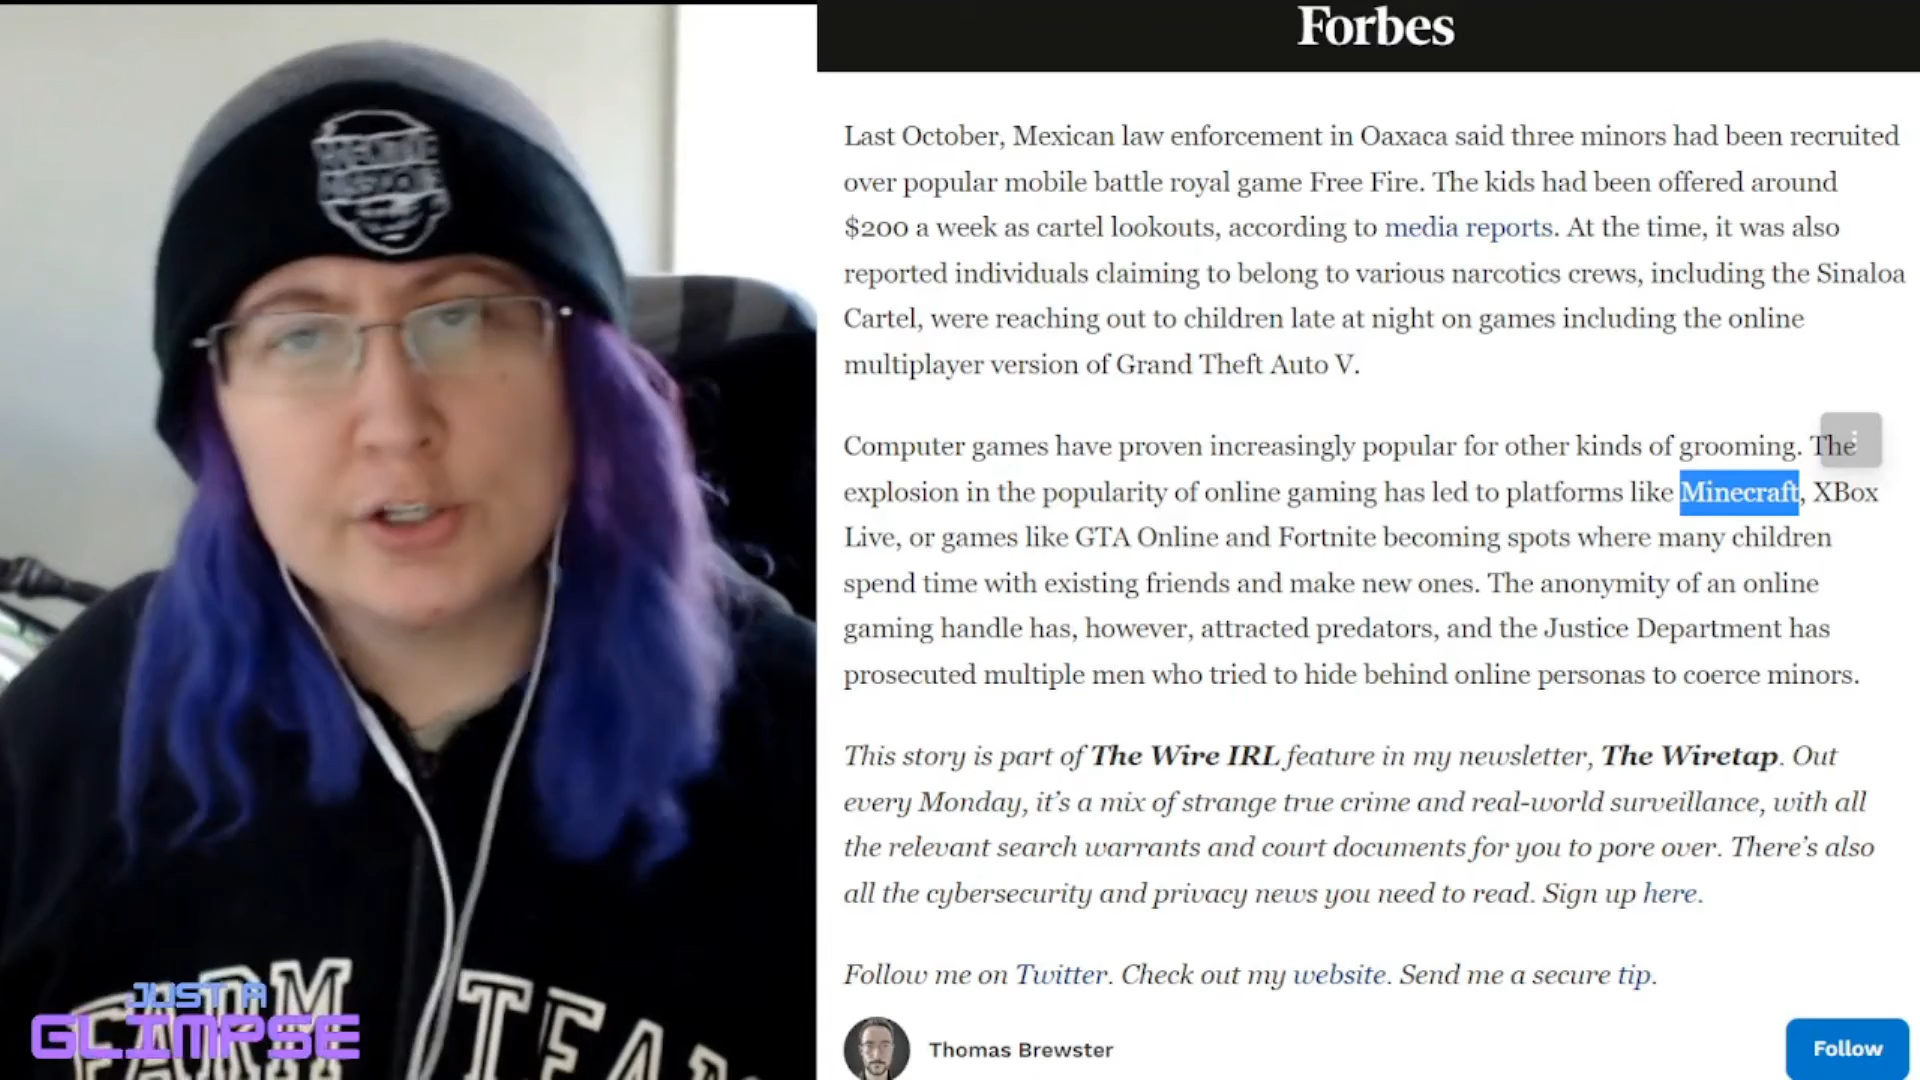 Forbes
Last October, Mexican law enforcement in Oaxaca said three minors had been recruited
over popular mobile battle royal game Free Fire. The kids had been offered around
$200 a week as cartel lookouts, according to media reports. At the time, it was also
reported individuals claiming to belong to various narcotics crews, including the Sinaloa
Cartel, were reaching out to children late at night on games including the online
multiplayer version of Grand Theft Auto V.
Computer games have proven increasingly popular for other kinds of grooming. The
explosion in the popularity of online gaming has led to platforms like Minecraft, XBox
Live, or games like GTA Online and Fortnite becoming spots where many children
spend time with existing friends and make new ones. The anonymity of an online
gaming handle has, however, attracted predators, and the Justice Department has
prosecuted multiple men who tried to hide behind online personas to coerce minors.
This story is part of The Wire IRL feature in my newsletter, The Wiretap. Out
every Monday, it’s a mix of strange true crime and real-world surveillance, with all
the relevant search warrants and court documents for you to pore over. There’s also
all the cybersecurity and privacy news you need to read. Sign up here.
Follow me on Twitter. Check out my website. Send me a secure tip.
Thomas Brewster
Follow
JUST A
GLIMPSE
FARM TEAM